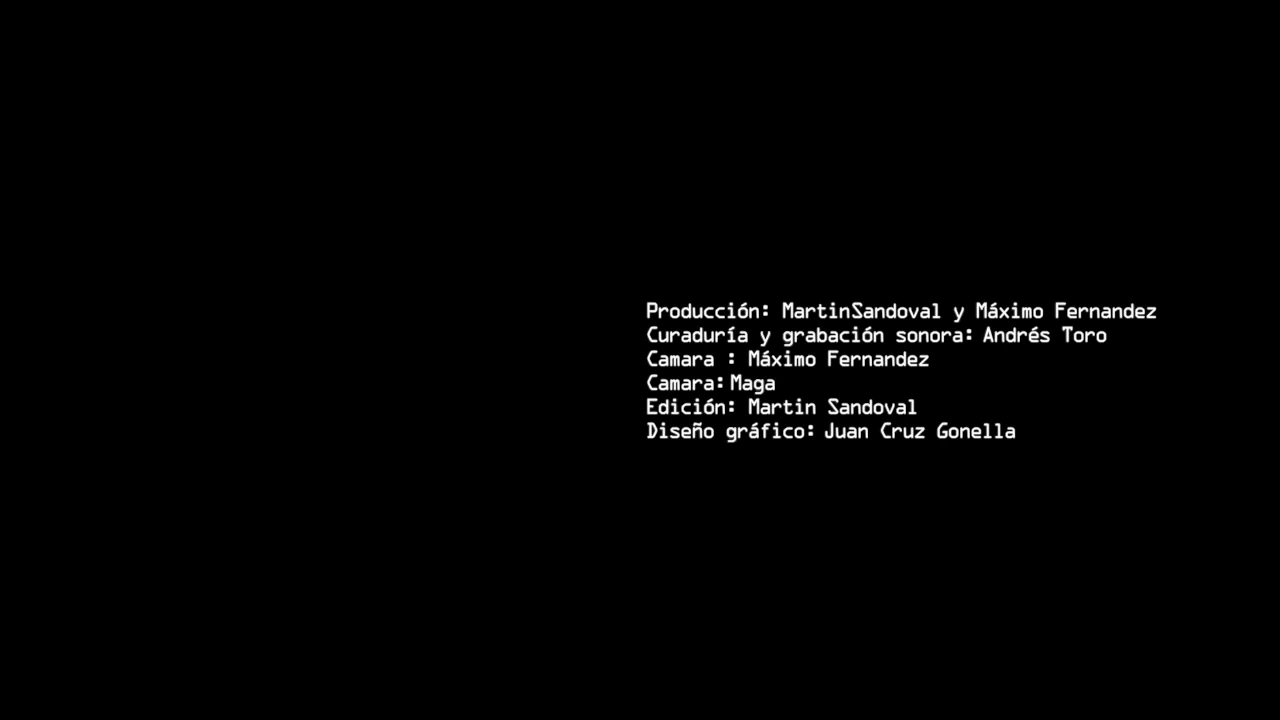 Producción: MartinSandoval y Máximo Fernandez
Curaduría y grabación sonora: Andrés Toro
Camara : Máximo Fernandez
Camara: Maga
Edición: Martin Sandoval
Diseño gráfico: Juan Cruz Gonella